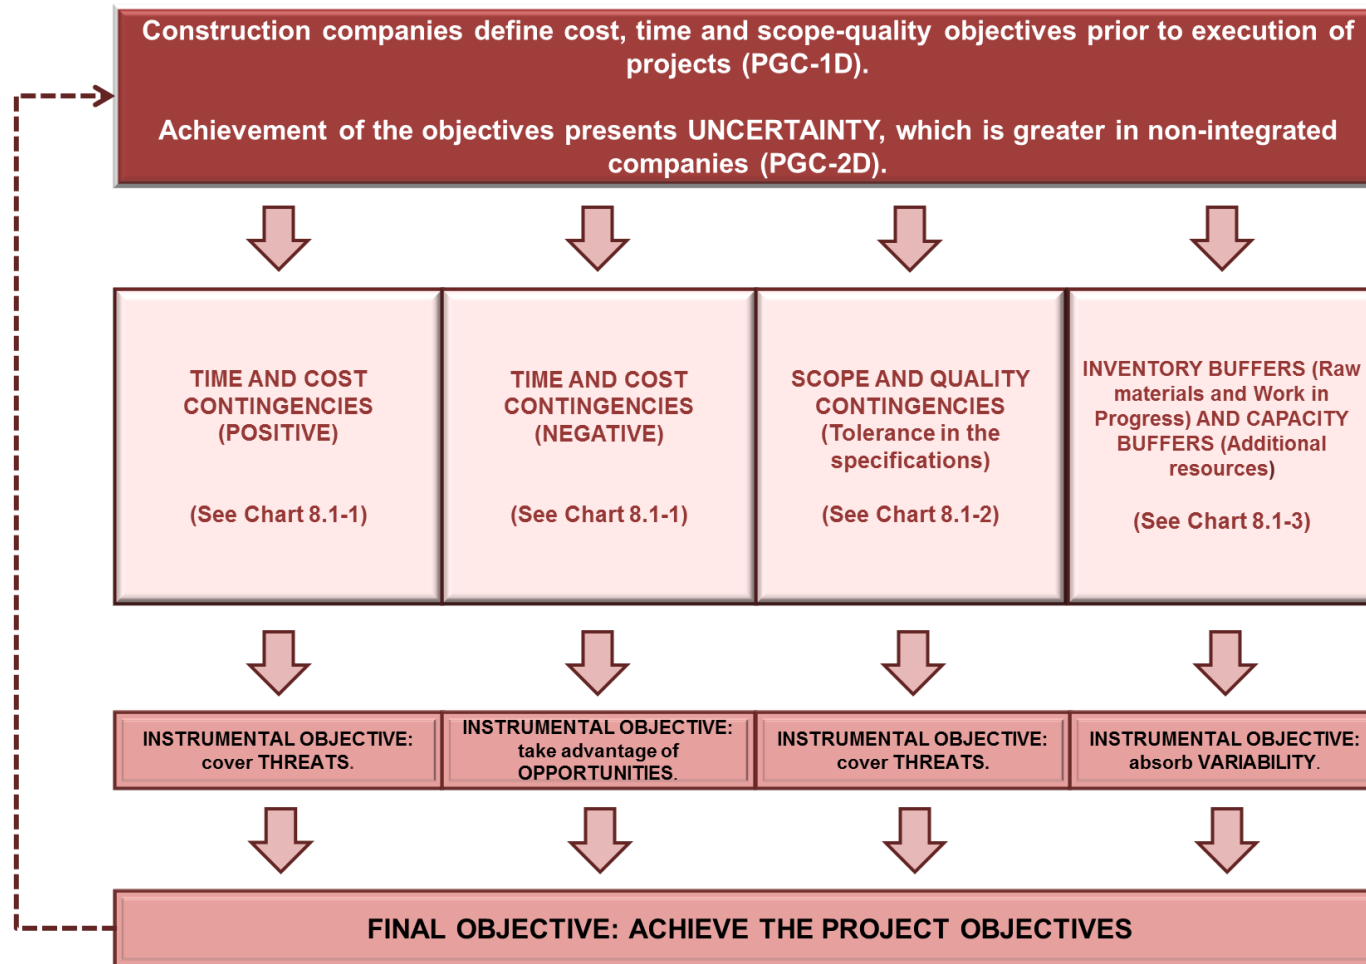 Construction companies define cost, time and scope-quality objectives prior to execution of
projects (PGC-1D).
Achievement of the objectives presents UNCERTAINTY, which is greater in non-integrated
companies (PGC-2D).
TIME AND COST
CONTINGENCIES
(POSITIVE)
(See Chart 8.1-1)
TIME AND COST
CONTINGENCIES
(NEGATIVE)
(See Chart 8.1-1)
SCOPE AND QUALITY
CONTINGENCIES
(Tolerance in the
specifications)
(See Chart 8.1-2)
INVENTORY BUFFERS (Raw
materials and Work in
Progress) AND CAPACITY
BUFFERS (Additional
resources)
(See Chart 8.1-3)
INSTRUMENTAL OBJECTIVE:
cover THREATS.
INSTRUMENTAL OBJECTIVE:
take advantage of
OPPORTUNITIES.
INSTRUMENTAL OBJECTIVE:
cover THREATS.
INSTRUMENTAL OBJECTIVE:
absorb VARIABILITY.
FINAL OBJECTIVE: ACHIEVE THE PROJECT OBJECTIVES